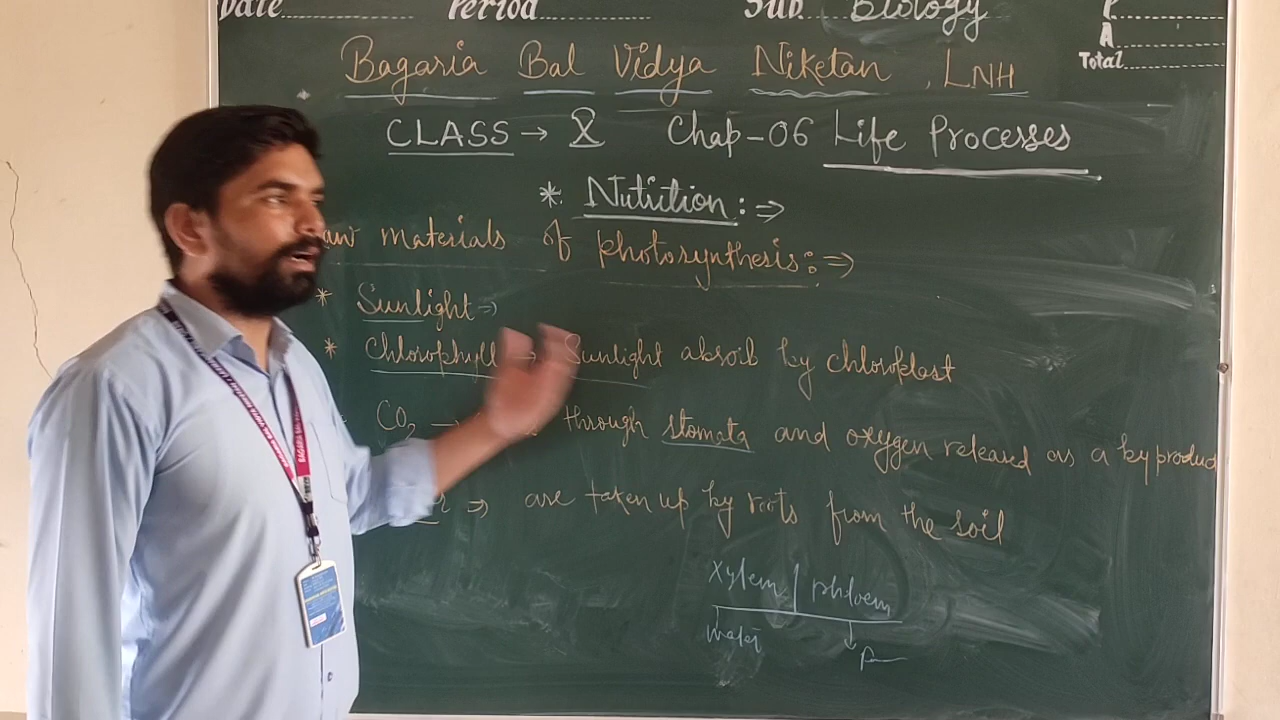 Date Period Sub. Biology P
A
Total
Bagaria Bal Vidya Niketan, LNH
CLASS → X Chap-06 Life Processes
* Nutrition :⇒
aw materials of photosynthesis :⇒
* Sunlight →
* Chlorophyll → Sunlight absorb by chloroplast
CO2 → through stomata and oxygen released as a byproduc
r ⇒ are taken up by roots from the soil
Xylem | phloem
water